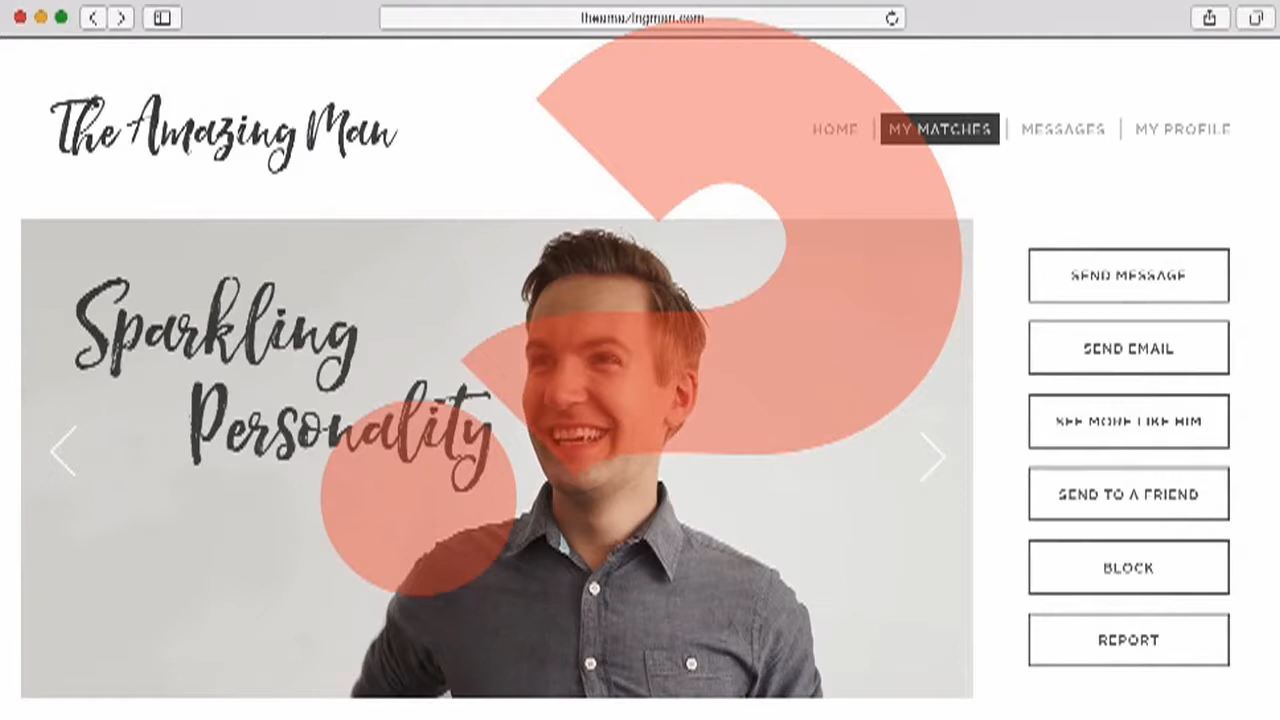 theamazingman.com
The Amazing Man
HOME
MY MATCHES
MESSAGES
MY PROFILE
Sparkling
Personality
SEND MESSAGE
SEND EMAIL
SEE MORE LIKE HIM
SEND TO A FRIEND
BLOCK
REPORT